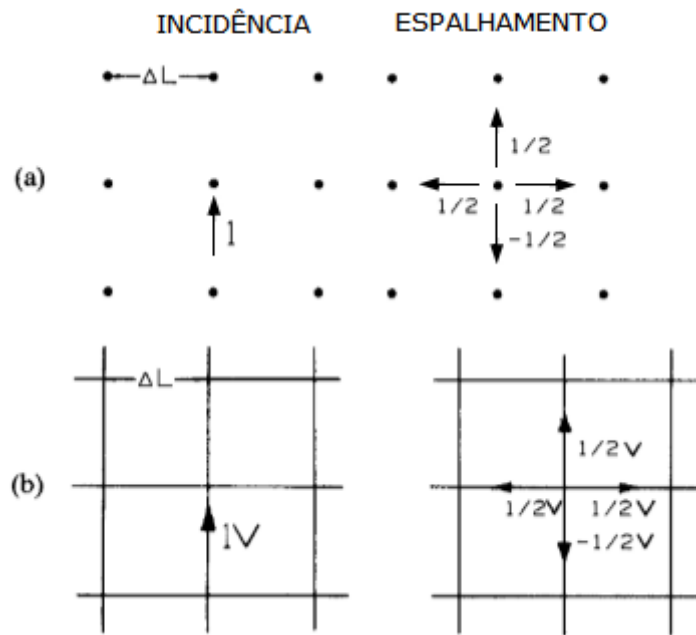 INCIDÊNCIA ESPALHAMENTO
ΔL
(a)
1/2
1/2 1/2
1
-1/2
ΔL
(b)
1/2V
1/2V 1/2V
1V
-1/2V